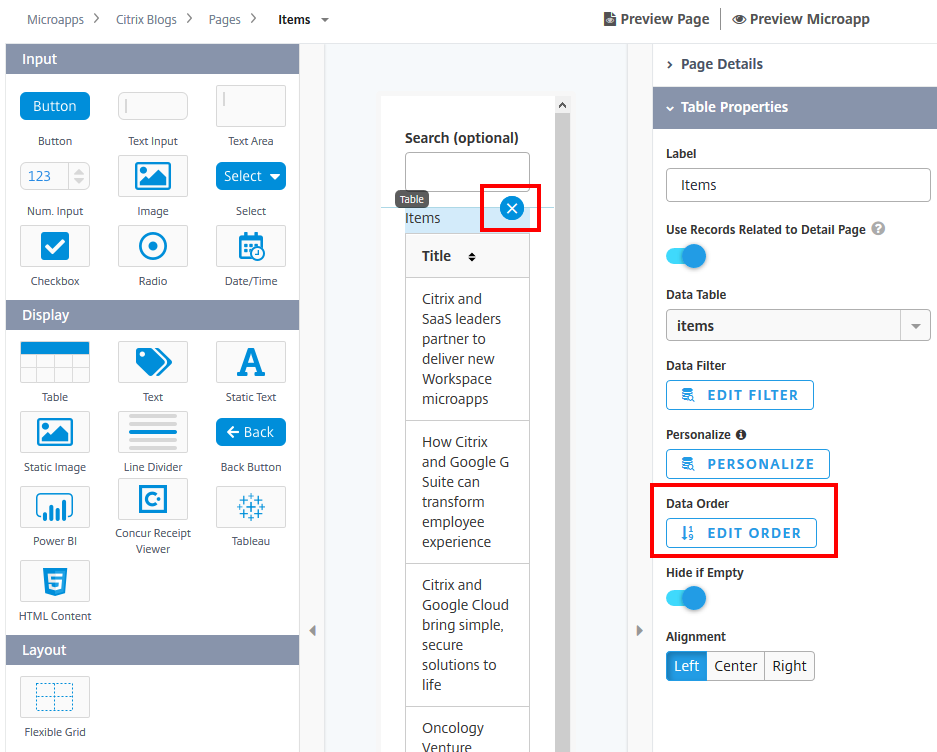 Microapps > Citrix Blogs > Pages > Items
Preview Page | Preview Microapp
Input
Button
Button
Text Input
Text Area
123
Select
Num. Input
Image
Select
Checkbox
Radio
Date/Time
Display
A
Table
Text
Static Text
Back
Static Image
Line Divider
Back Button
C
Power BI
Concur Receipt
Viewer
Tableau
5
HTML Content
Layout
Flexible Grid
Search (optional)
Table
Items
Title
Citrix and
SaaS leaders
partner to
deliver new
Workspace
microapps
How Citrix
and Google G
Suite can
transform
employee
experience
Citrix and
Google Cloud
bring simple,
secure
solutions to
life
Oncology
Venture
Page Details
Table Properties
Label
Items
Use Records Related to Detail Page ?
Data Table
items
Data Filter
EDIT FILTER
Personalize i
PERSONALIZE
Data Order
1
9
EDIT ORDER
Hide if Empty
Alignment
Left Center Right